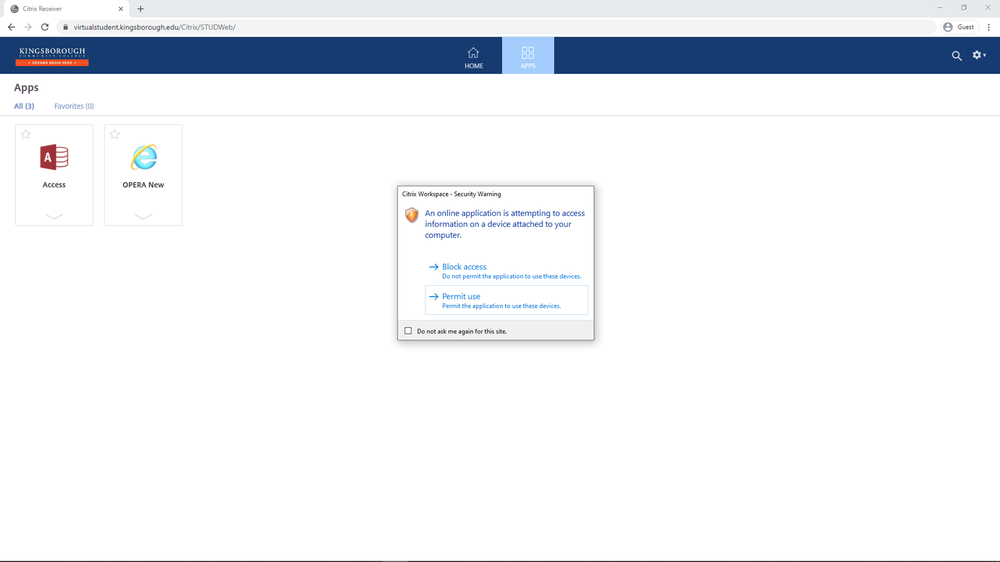 Citrix Receiver
virtualstudent.kingsborough.edu/Citrix/STUDWeb/
Guest
KINGSBOROUGH
COMMUNITY COLLEGE
DREAMS BEGIN HERE
HOME
APPS
Apps
All (3)
Favorites (0)
A
Access
OPERA New
Citrix Workspace - Security Warning
An online application is attempting to access
information on a device attached to your
computer.
Block access
Do not permit the application to use these devices.
Permit use
Permit the application to use these devices.
Do not ask me again for this site.